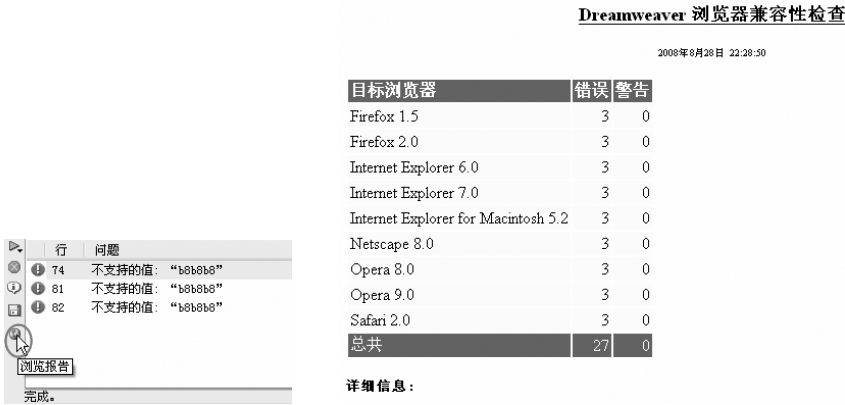 行 问题
74 不支持的值：“b8b8b8”
81 不支持的值：“b8b8b8”
82 不支持的值：“b8b8b8”
浏览报告
完成。
Dreamweaver 浏览器兼容性检查
2008年8月28日 22:28:50
目标浏览器 错误 警告
Firefox 1.5 3 0
Firefox 2.0 3 0
Internet Explorer 6.0 3 0
Internet Explorer 7.0 3 0
Internet Explorer for Macintosh 5.2 3 0
Netscape 8.0 3 0
Opera 8.0 3 0
Opera 9.0 3 0
Safari 2.0 3 0
总共 27 0
详细信息：